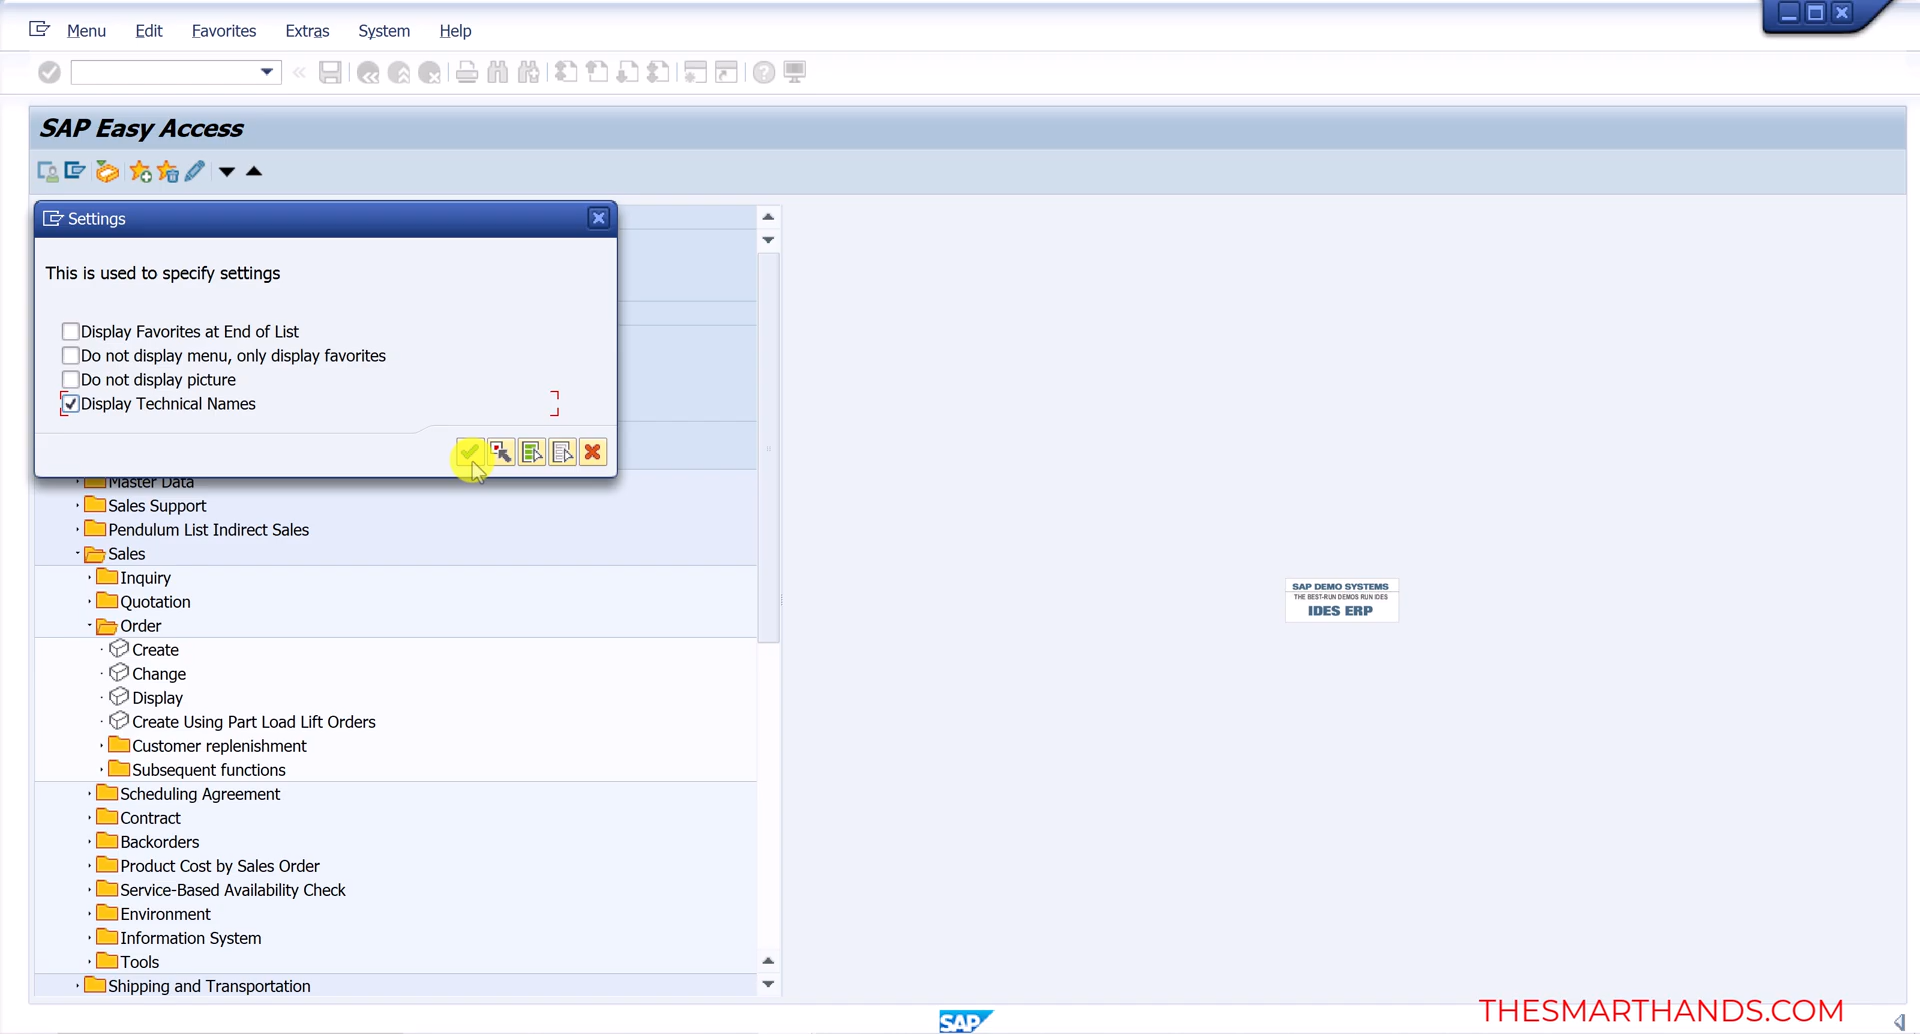 Menu Edit Favorites Extras System Help
SAP Easy Access
Settings
This is used to specify settings
Display Favorites at End of List
Do not display menu, only display favorites
Do not display picture
Display Technical Names
Master Data
Sales Support
Pendulum List Indirect Sales
Sales
Inquiry
Quotation
Order
Create
Change
Display
Create Using Part Load Lift Orders
Customer replenishment
Subsequent functions
Scheduling Agreement
Contract
Backorders
Product Cost by Sales Order
Service-Based Availability Check
Environment
Information System
Tools
Shipping and Transportation
SAP DEMO SYSTEMS
THE BEST-RUN DEMOS RUN IDES
IDES ERP
SAP
THESMARTHANDS.COM